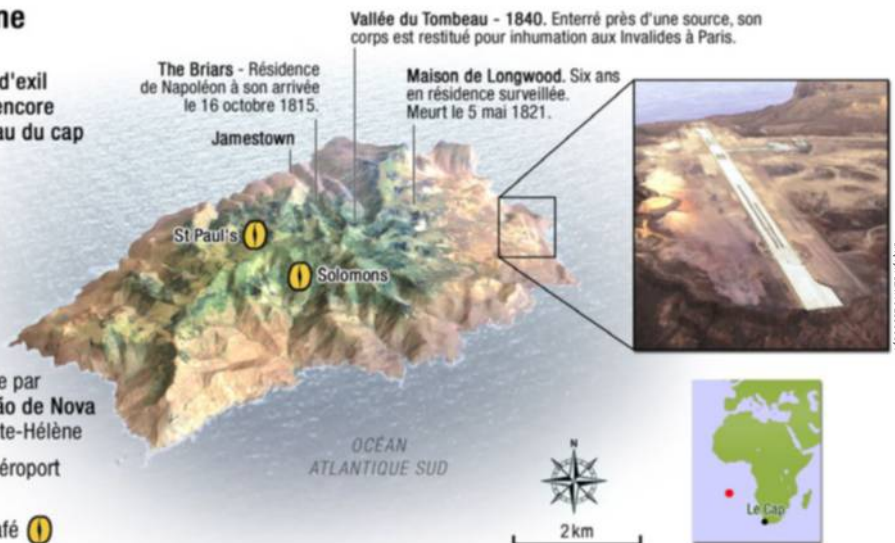 ne
d'exil
encore
au du cap
Vallée du Tombeau - 1840. Enterré près d'une source, son
corps est restitué pour inhumation aux Invalides à Paris.
The Briars - Résidence
de Napoléon à son arrivée
le 16 octobre 1815.
Maison de Longwood. Six ans
en résidence surveillée.
Meurt le 5 mai 1821.
Jamestown
St Paul's
Solomons
e par
ão de Nova
te-Hélène
éroport
afé
OCÉAN
ATLANTIQUE SUD
N
2 km
Le Cap